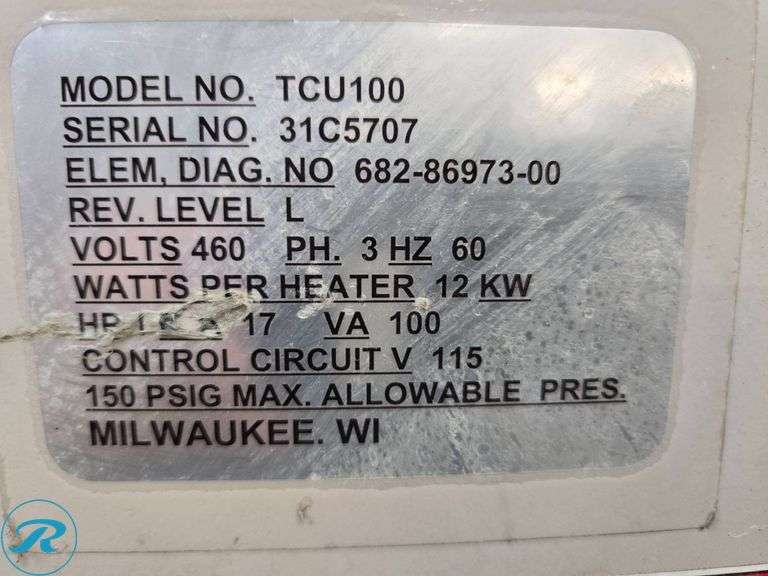 MODEL NO. TCU100
SERIAL NO. 31C5707
ELEM, DIAG. NO 682-86973-00
REV. LEVEL L
VOLTS 460 PH. 3 HZ 60
WATTS PER HEATER 12 KW
HP 17 VA 100
CONTROL CIRCUIT V 115
150 PSIG MAX. ALLOWABLE PRES.
MILWAUKEE. WI
R